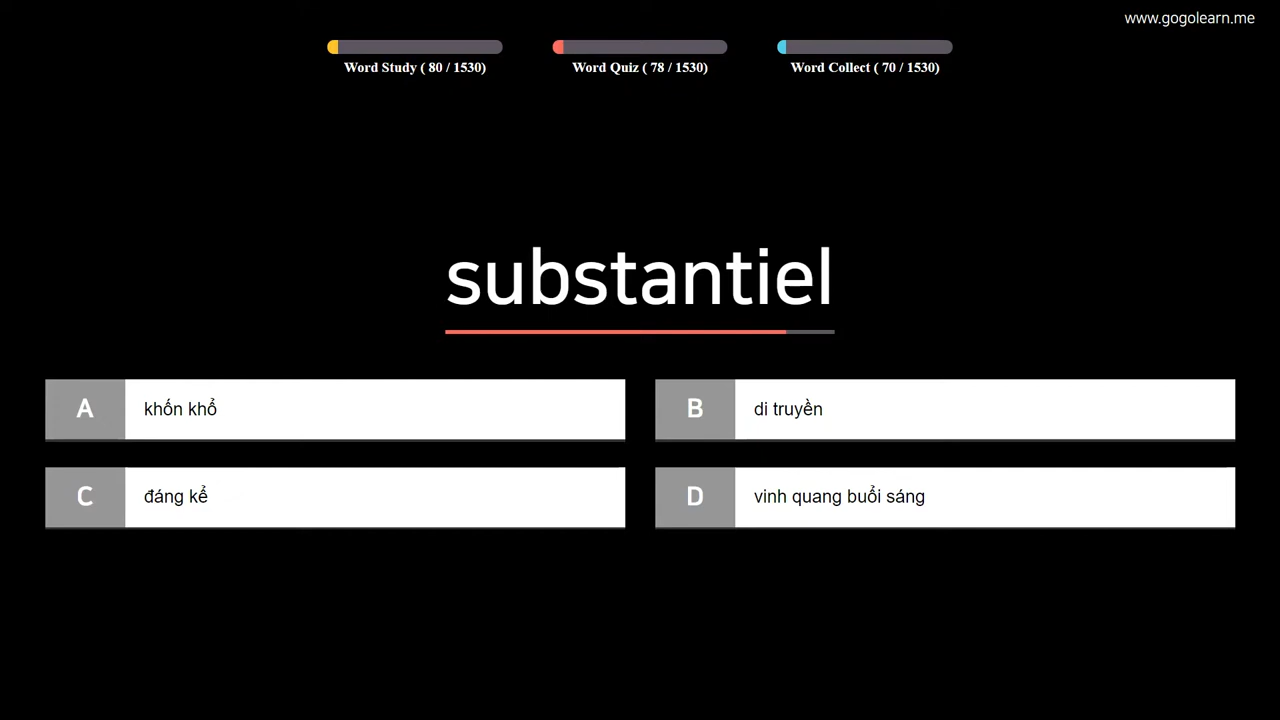 www.gogolearn.me
Word Study ( 80 / 1530)
Word Quiz ( 78 / 1530)
Word Collect ( 70 / 1530)
substantiel
A khốn khổ
B di truyền
C đáng kể
D vinh quang buổi sáng